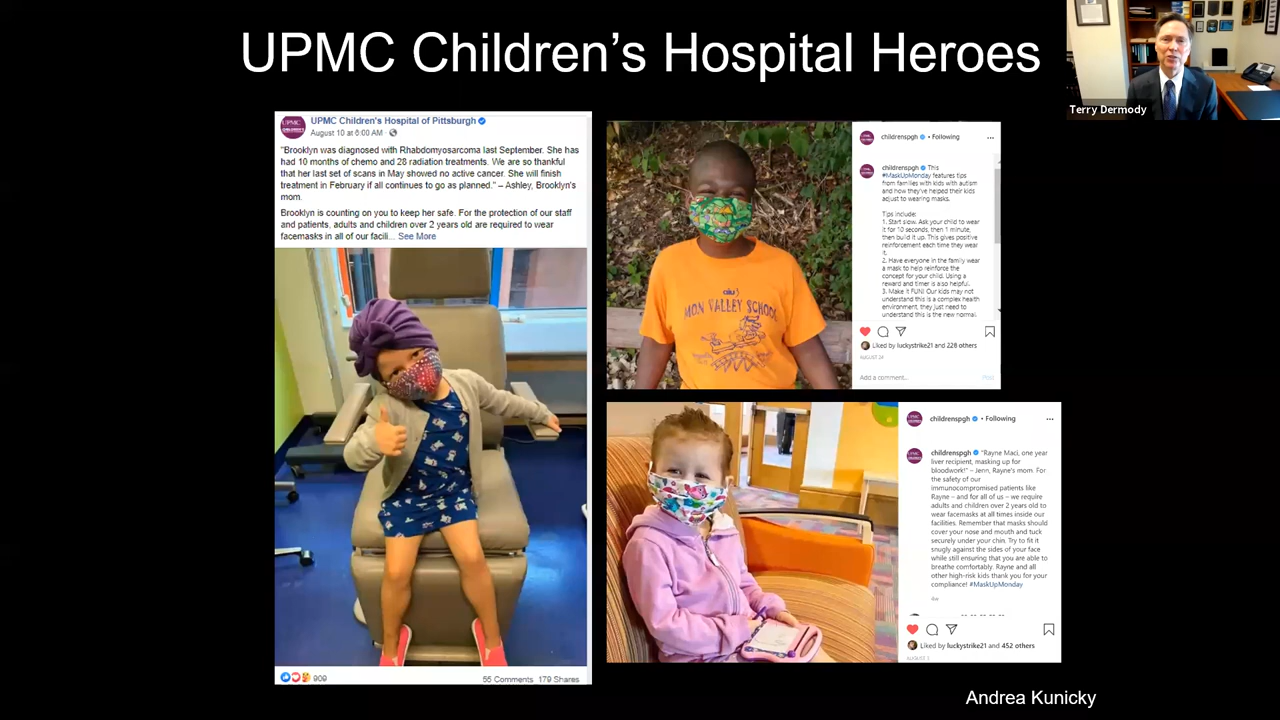 UPMC Children's Hospital Heroes
Terry Dermody
UPMC Children's Hospital of Pittsburgh
August 10 at 6:00 AM ·
"Brooklyn was diagnosed with Rhabdomyosarcoma last September. She has
had 10 months of chemo and 28 radiation treatments. We are so thankful
that her last set of scans in May showed no active cancer. She will finish
treatment in February if all continues to go as planned." – Ashley, Brooklyn's
mom.
Brooklyn is counting on you to keep her safe. For the protection of our staff
and patients, adults and children over 2 years old are required to wear
facemasks in all of our facili... See More
909
55 Comments 179 Shares
aiu
MON VALLEY SCHOOL
childrenspgh • Following
...
childrenspgh This
#MaskUpMonday features tips
from families with kids with autism
and how they've helped their kids
adjust to wearing masks.
Tips include:
1. Start slow. Ask your child to wear
it for 10 seconds, then 1 minute,
then build it up. This gives positive
reinforcement each time they wear
it.
2. Have everyone in the family wear
a mask to help reinforce the
concept for your child. Using a
reward and timer is also helpful.
3. Make it FUN! Our kids may not
understand this is a complex health
environment, they just need to
understand this is the new normal.
Liked by luckystrike21 and 228 others
AUGUST 24
Add a comment...
Post
childrenspgh • Following
...
childrenspgh "Rayne Maci, one year
liver recipient, masking up for
bloodwork!" – Jenn, Rayne's mom. For
the safety of our
immunocompromised patients like
Rayne – and for all of us – we require
adults and children over 2 years old to
wear facemasks at all times inside our
facilities. Remember that masks should
cover your nose and mouth and tuck
securely under your chin. Try to fit it
snugly against the sides of your face
while still ensuring that you are able to
breathe comfortably. Rayne and all
other high-risk kids thank you for your
compliance! #MaskUpMonday
Liked by luckystrike21 and 452 others
AUGUST 3
Andrea Kunicky